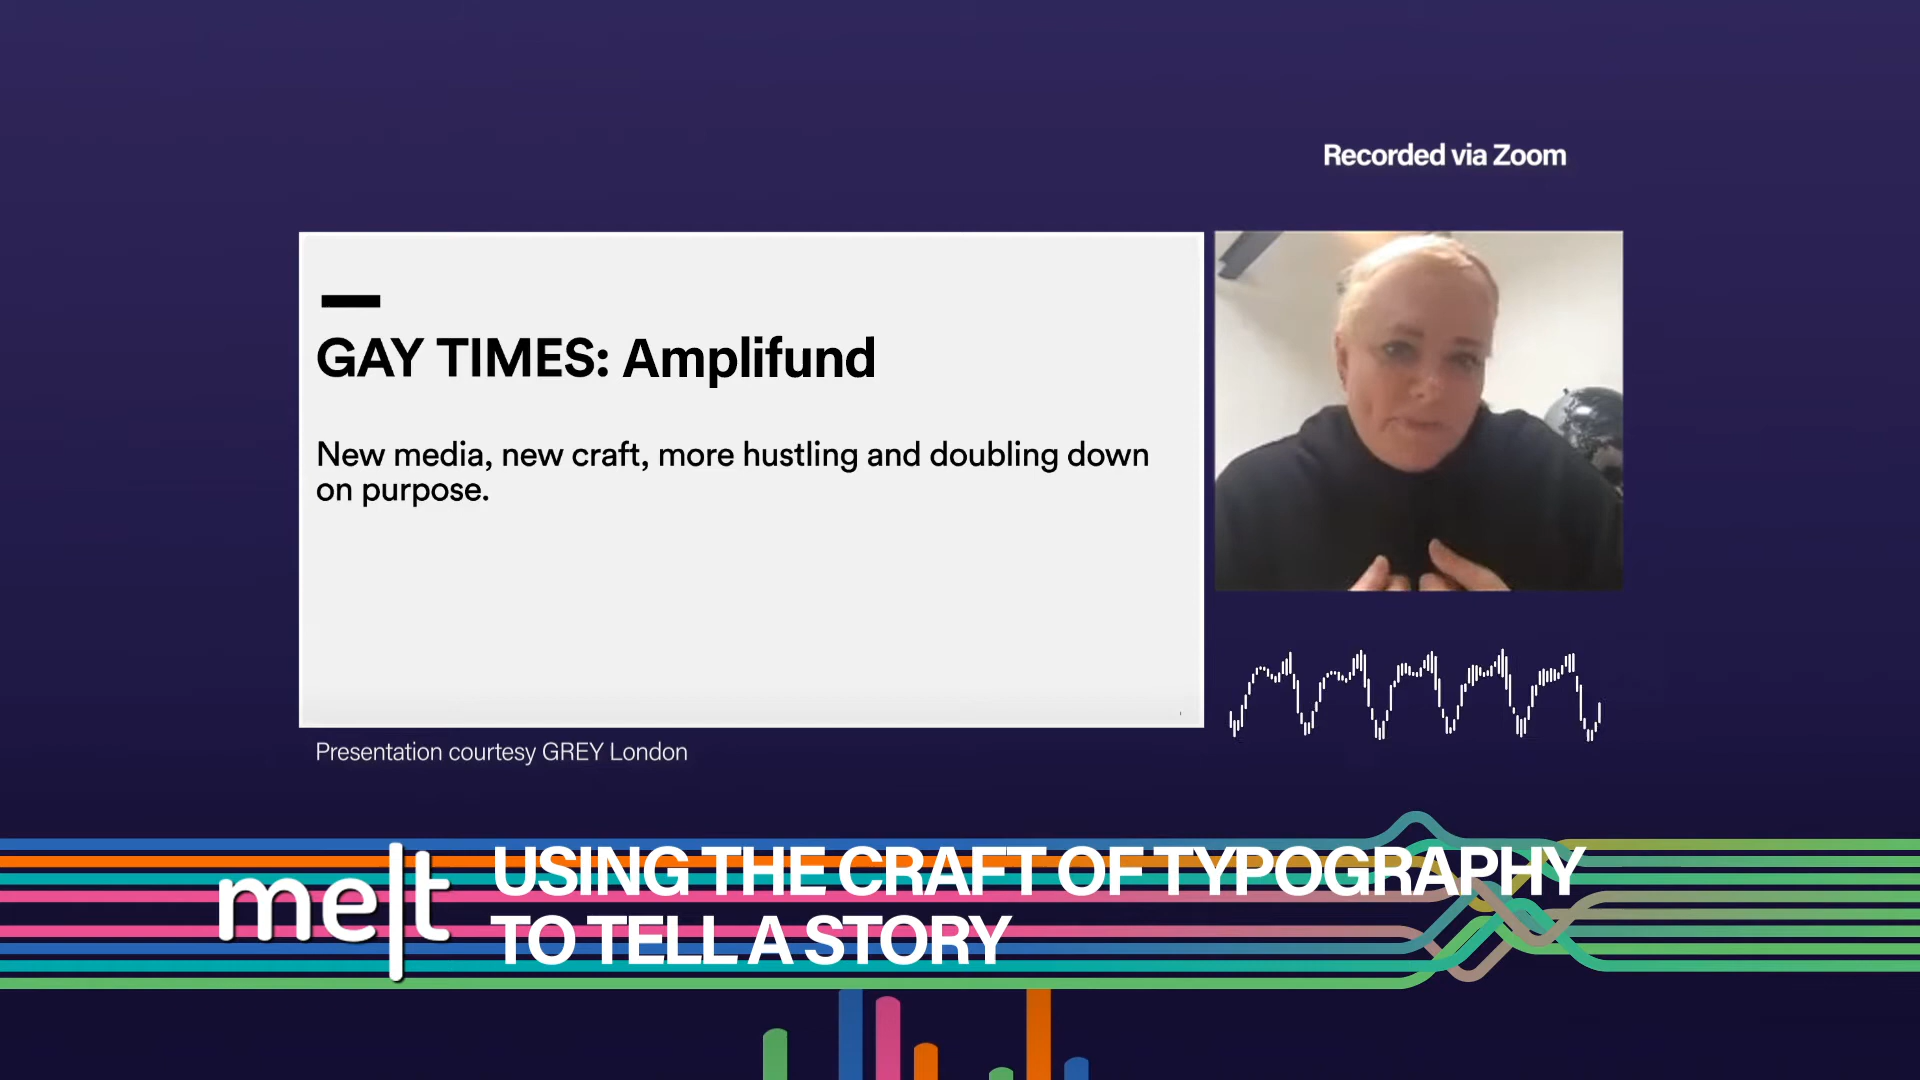 Recorded via Zoom
GAY TIMES: Amplifund
New media, new craft, more hustling and doubling down
on purpose.
Presentation courtesy GREY London
melt
USING THE CRAFT OF TYPOGRAPHY
TO TELL A STORY